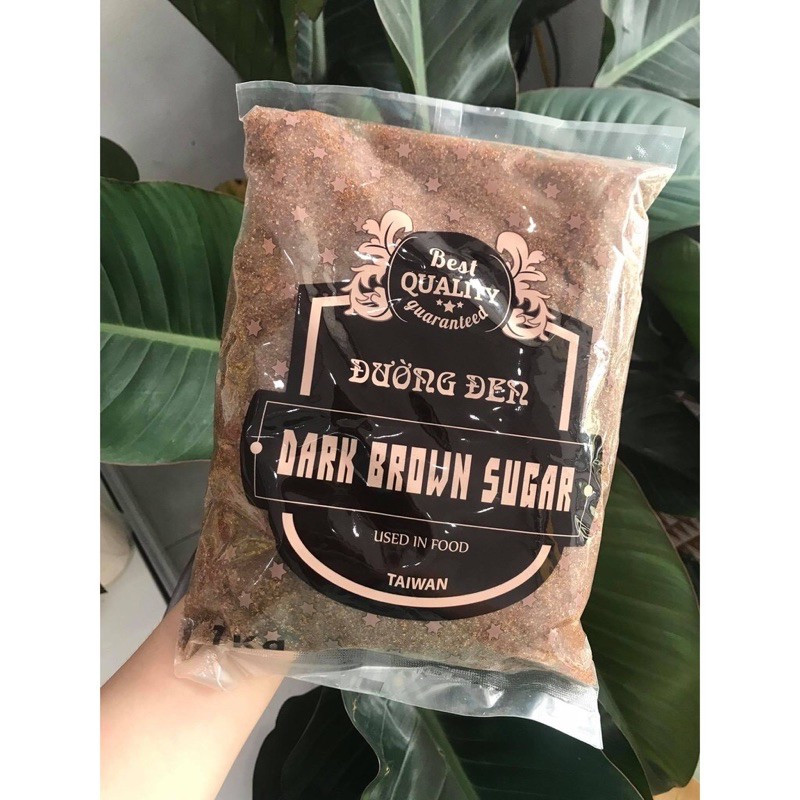 Best
QUALITY
guaranteed
ĐƯỜNG ĐEN
DARK BROWN SUGAR
USED IN FOOD
TAIWAN
1Kg